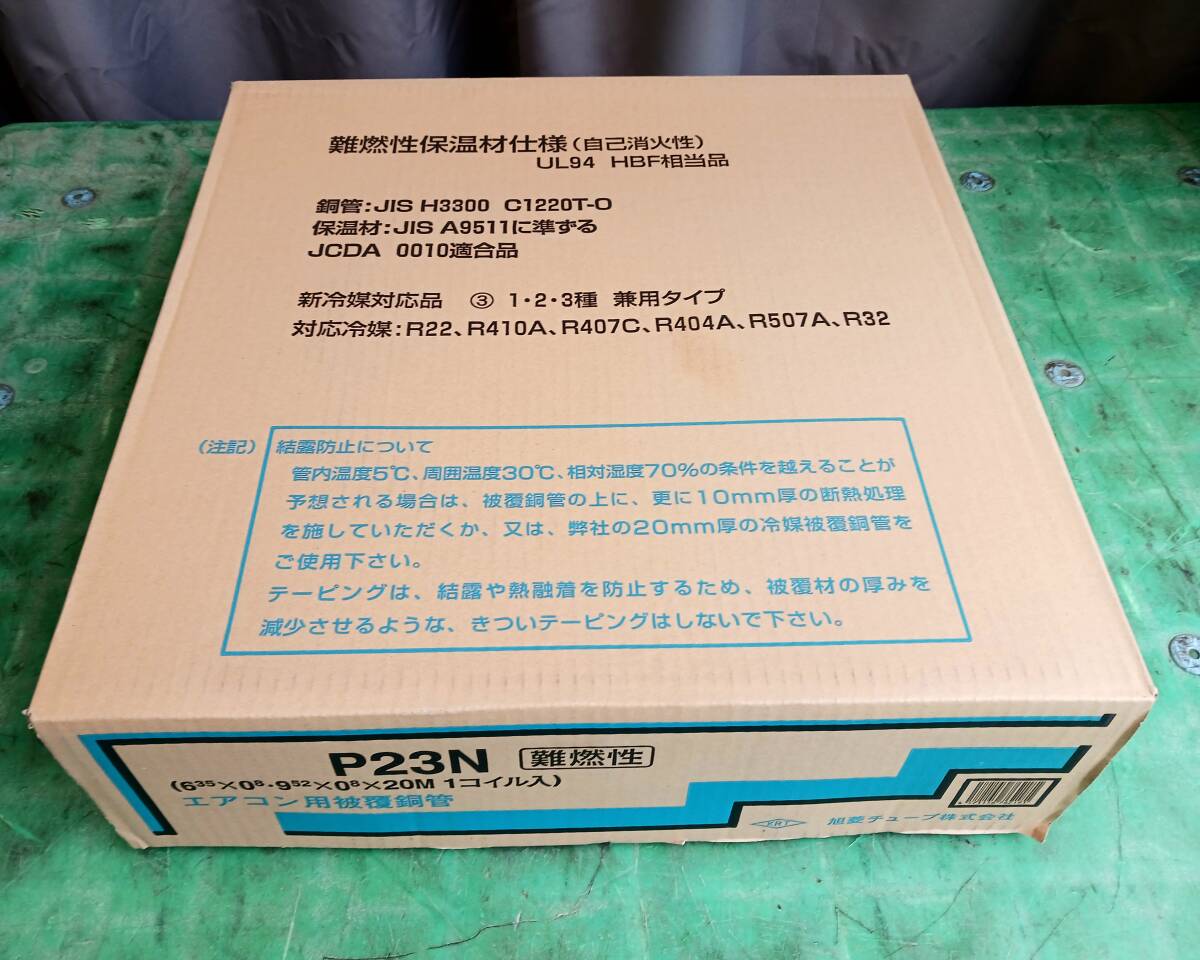 難燃性保温材仕様(自己消火性)
UL94 HBF相当品
銅管:JIS H3300 C1220T-O
保温材:JIS A9511に準ずる
JCDA 0010適合品
新冷媒対応品 ③ 1・2・3種 兼用タイプ
対応冷媒:R22、R410A、R407C、R404A、R507A、R32
(注記) 結露防止について
管内温度5℃、周囲温度30℃、相対湿度70%の条件を越えることが
予想される場合は、被覆銅管の上に、更に10mm厚の断熱処理
を施していただくか、又は、弊社の20mm厚の冷媒被覆銅管を
ご使用下さい。
テーピングは、結露や熱融着を防止するため、被覆材の厚みを
減少させるような、きついテーピングはしないで下さい。
P23N 難燃性
(6³⁵×0⁸・9⁵²×0⁸×20M 1コイル入)
エアコン用被覆銅管
旭菱チューブ株式会社